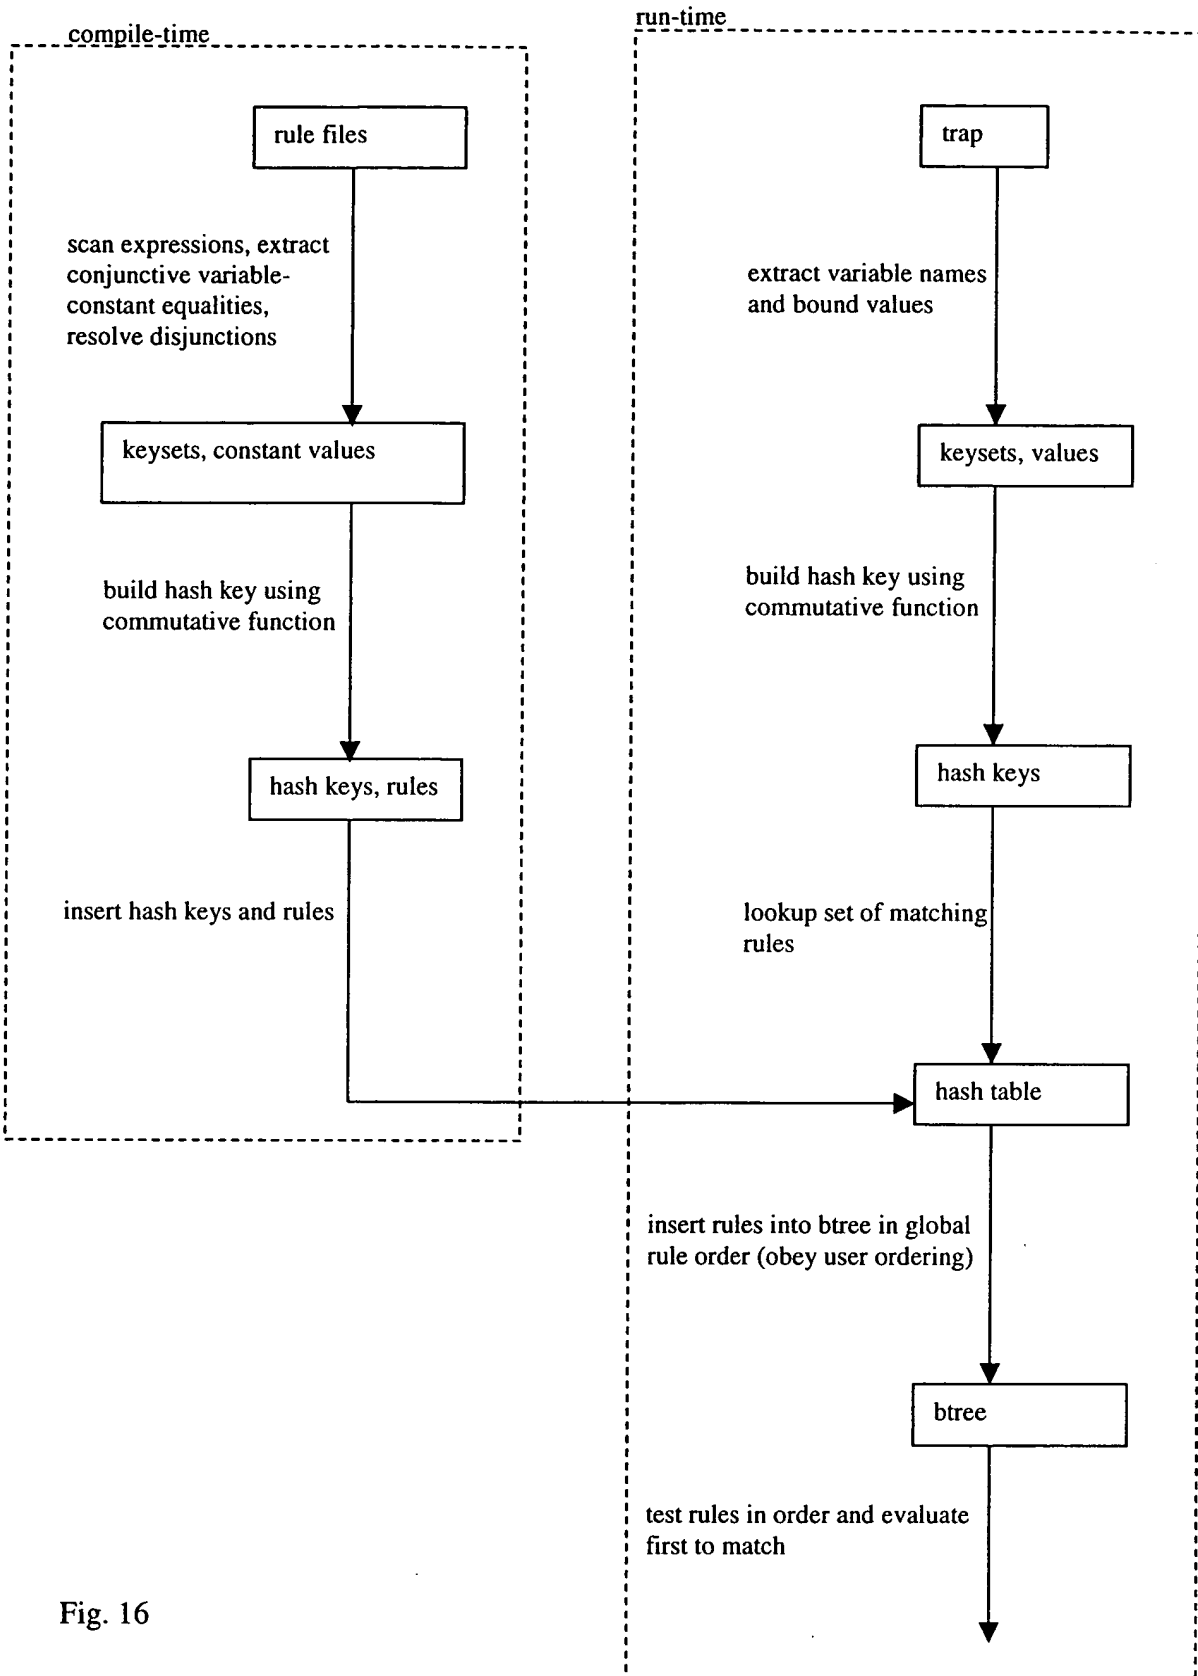 compile-time
rule files
scan expressions, extract
conjunctive variable-
constant equalities,
resolve disjunctions
keysets, constant values
build hash key using
commutative function
hash keys, rules
insert hash keys and rules
run-time
trap
extract variable names
and bound values
keysets, values
build hash key using
commutative function
hash keys
lookup set of matching
rules
hash table
insert rules into btree in global
rule order (obey user ordering)
btree
test rules in order and evaluate
first to match
Fig. 16